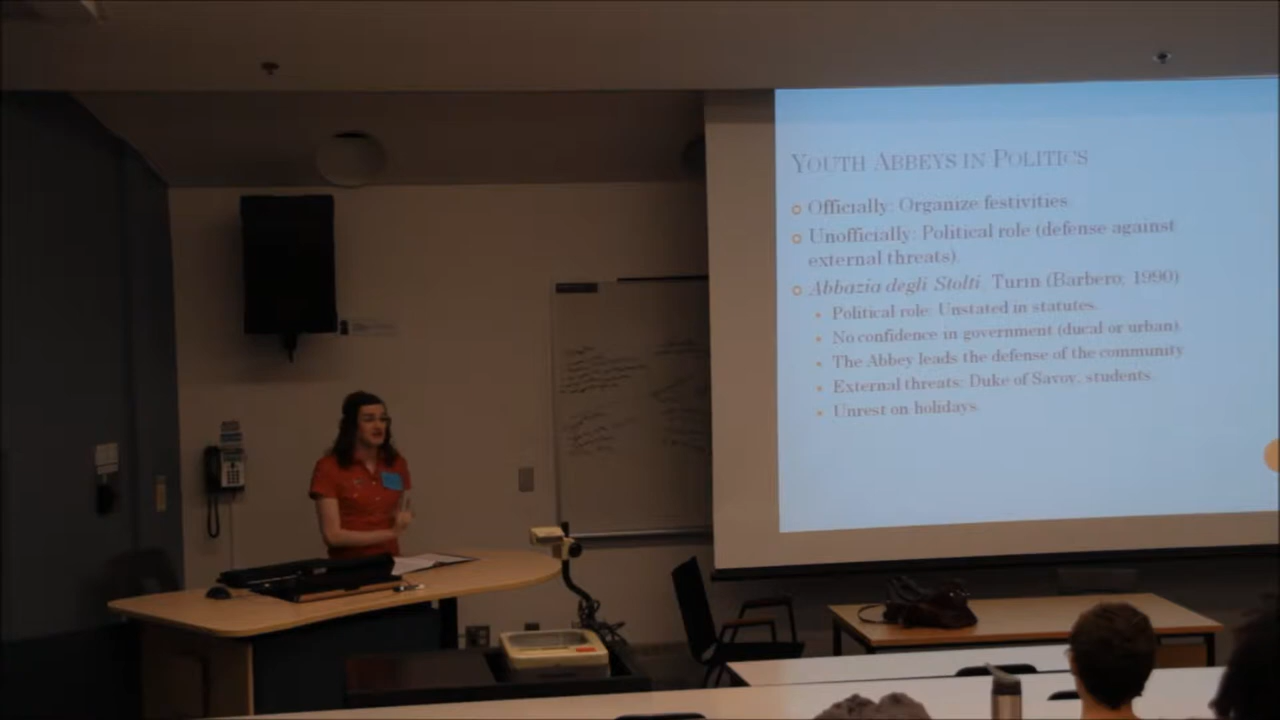 YOUTH ABBEYS IN POLITICS
Officially: Organize festivities
Unofficially: Political role (defense against
external threats)
Abbazia degli Stolti, Turin (Barbero, 1990)
Political role: Unstated in statutes.
No confidence in government (ducal or urban).
The Abbey leads the defense of the community
External threats: Duke of Savoy, students.
Unrest on holidays.